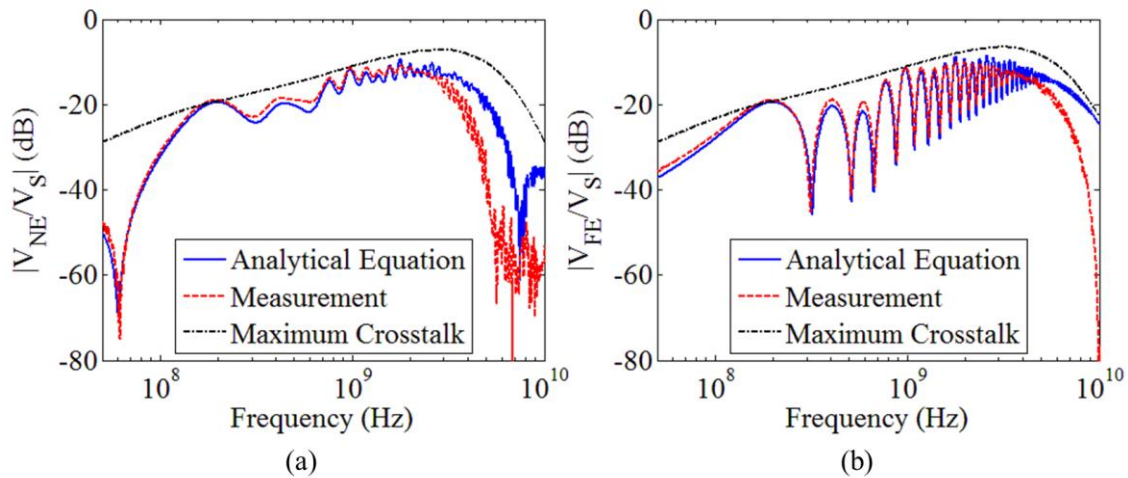 0
-20
-40
-60
-80
|V_NE/V_S| (dB)
Analytical Equation
Measurement
Maximum Crosstalk
10^8
10^9
10^10
Frequency (Hz)
(a)
0
-20
-40
-60
-80
|V_FE/V_S| (dB)
Analytical Equation
Measurement
Maximum Crosstalk
10^8
10^9
10^10
Frequency (Hz)
(b)